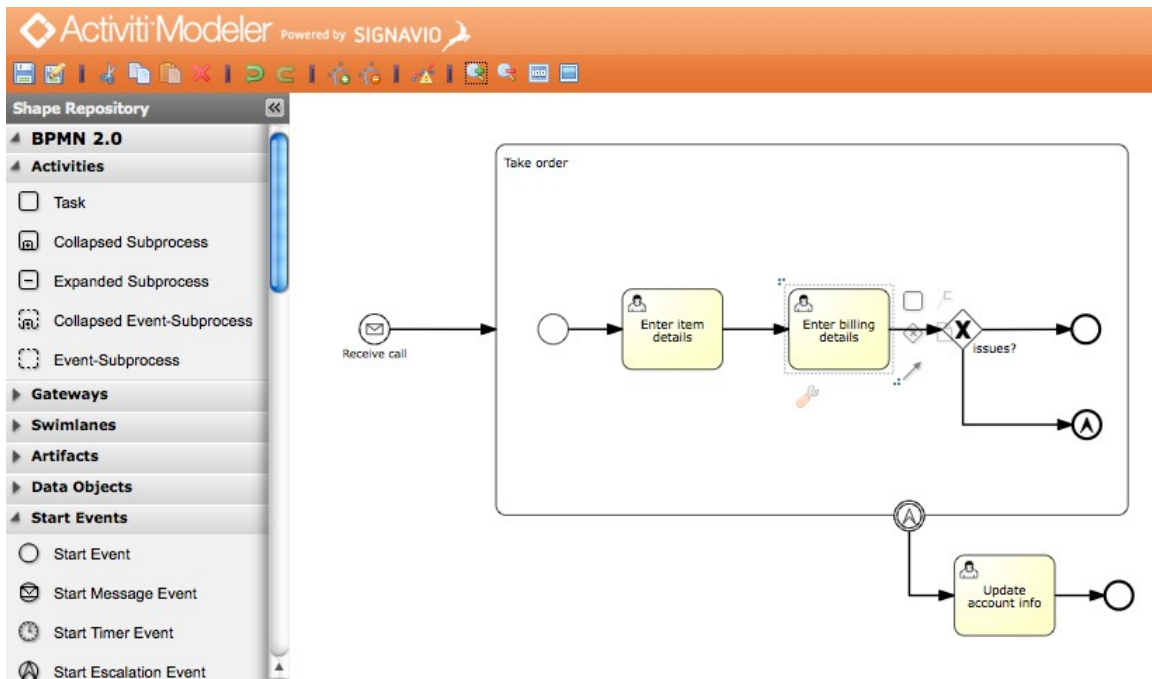 Activiti Modeler Powered by SIGNAVIO
Shape Repository
BPMN 2.0
Activities
Task
Collapsed Subprocess
Expanded Subprocess
Collapsed Event-Subprocess
Event-Subprocess
Gateways
Swimlanes
Artifacts
Data Objects
Start Events
Start Event
Start Message Event
Start Timer Event
Start Escalation Event
Take order
Receive call
Enter item
details
Enter billing
details
issues?
Update
account info